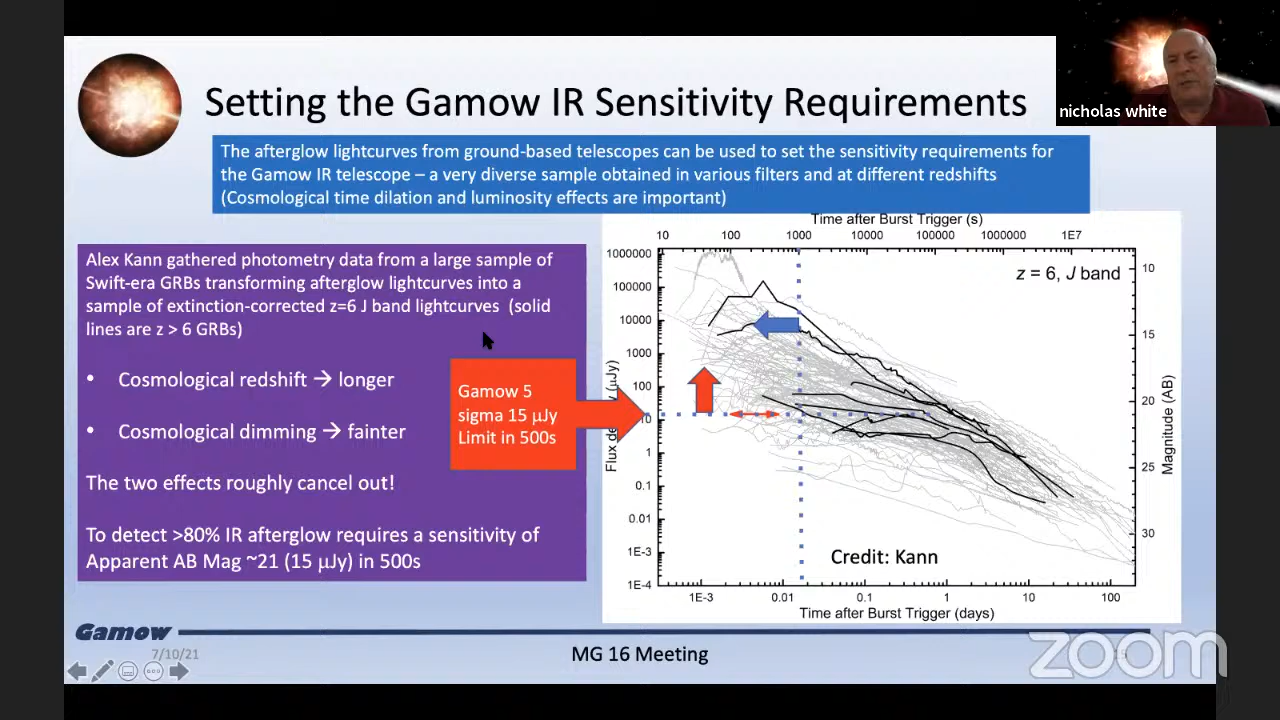 nicholas white
Setting the Gamow IR Sensitivity Requirements
The afterglow lightcurves from ground-based telescopes can be used to set the sensitivity requirements for
the Gamow IR telescope – a very diverse sample obtained in various filters and at different redshifts
(Cosmological time dilation and luminosity effects are important)
Alex Kann gathered photometry data from a large sample of
Swift-era GRBs transforming afterglow lightcurves into a
sample of extinction-corrected z=6 J band lightcurves (solid
lines are z > 6 GRBs)
• Cosmological redshift → longer
• Cosmological dimming → fainter
The two effects roughly cancel out!
To detect >80% IR afterglow requires a sensitivity of
Apparent AB Mag ~21 (15 μJy) in 500s
Gamow 5
sigma 15 μJy
Limit in 500s
Time after Burst Trigger (s)
10 100 1000 10000 100000 1000000 1E7
z = 6, J band
1000000
100000
10000
1000
100
10
1
0.1
0.01
1E-3
1E-4
Flux de (μJy)
10
15
20
25
30
Magnitude (AB)
Credit: Kann
1E-3 0.01 0.1 1 10 100
Time after Burst Trigger (days)
Gamow
7/10/21
MG 16 Meeting
zoom